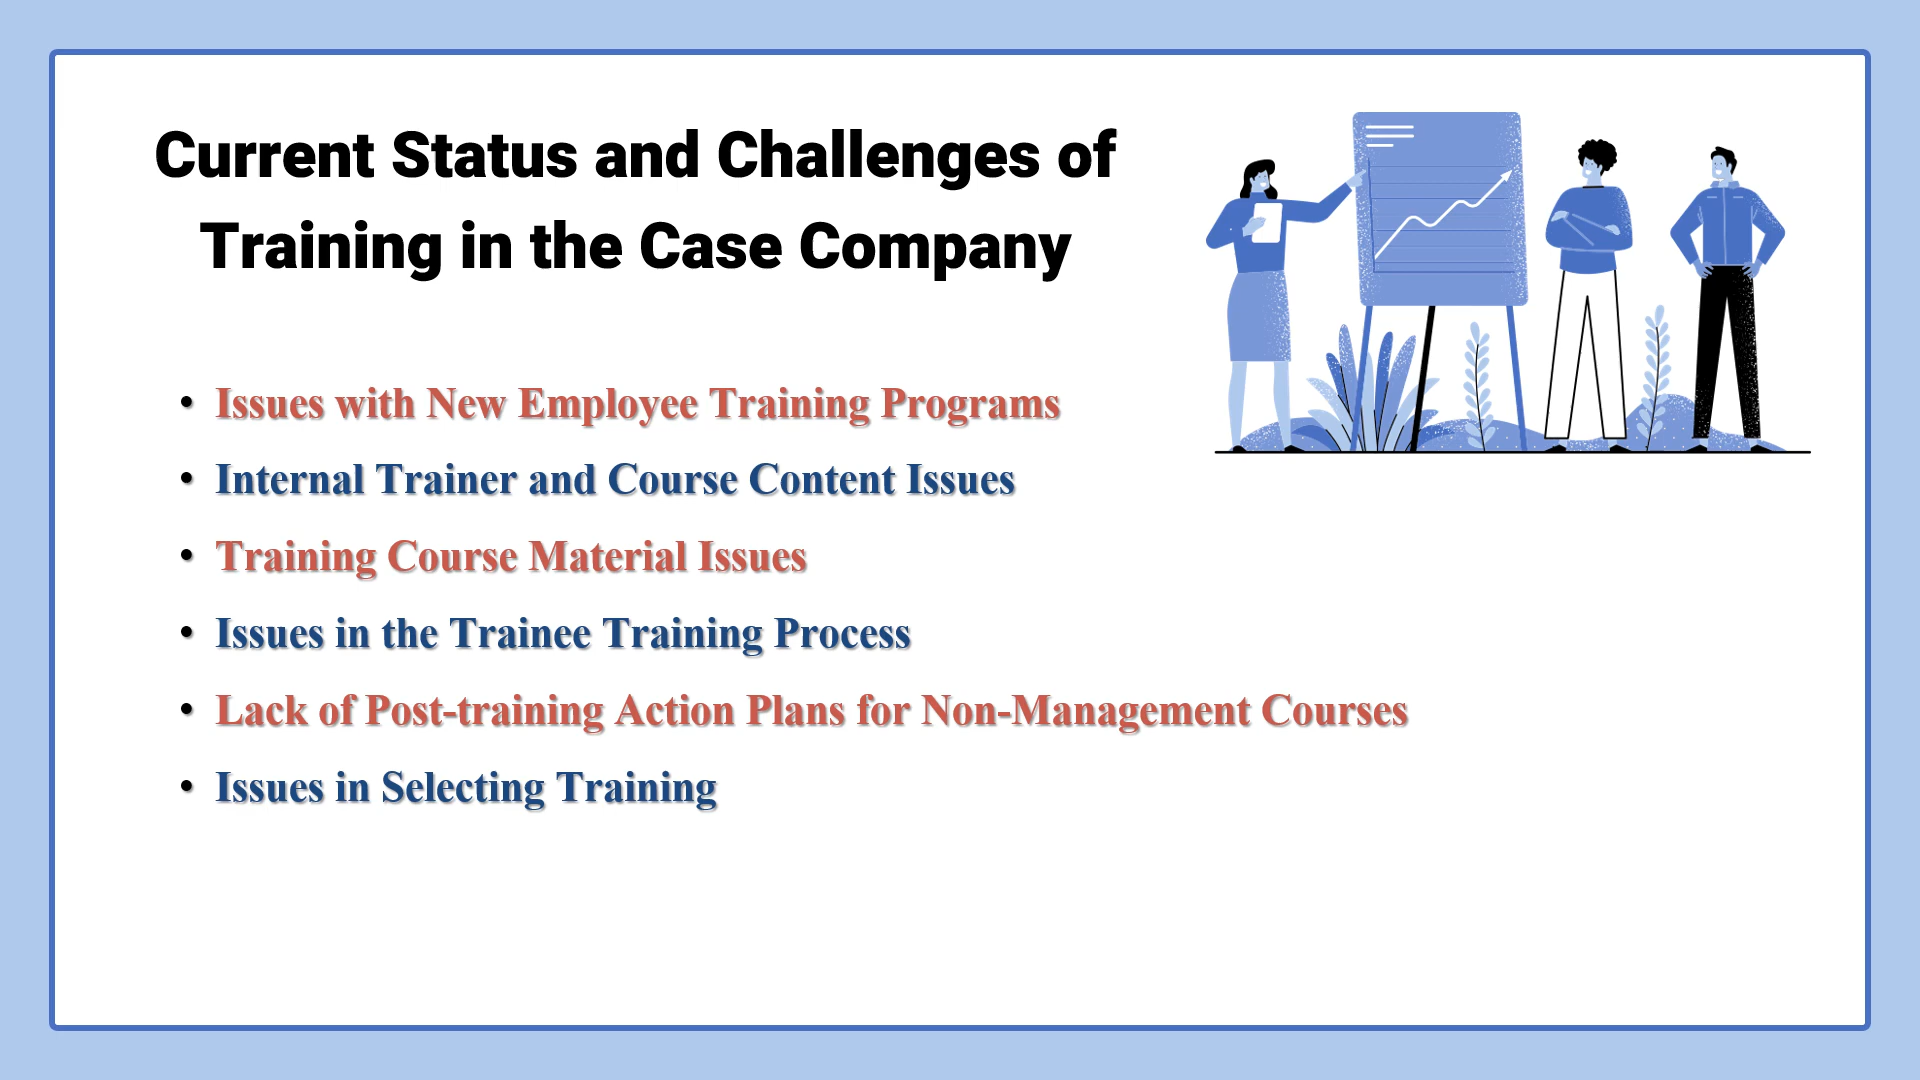 Current Status and Challenges of
Training in the Case Company
• Issues with New Employee Training Programs
• Internal Trainer and Course Content Issues
• Training Course Material Issues
• Issues in the Trainee Training Process
• Lack of Post-training Action Plans for Non-Management Courses
• Issues in Selecting Training